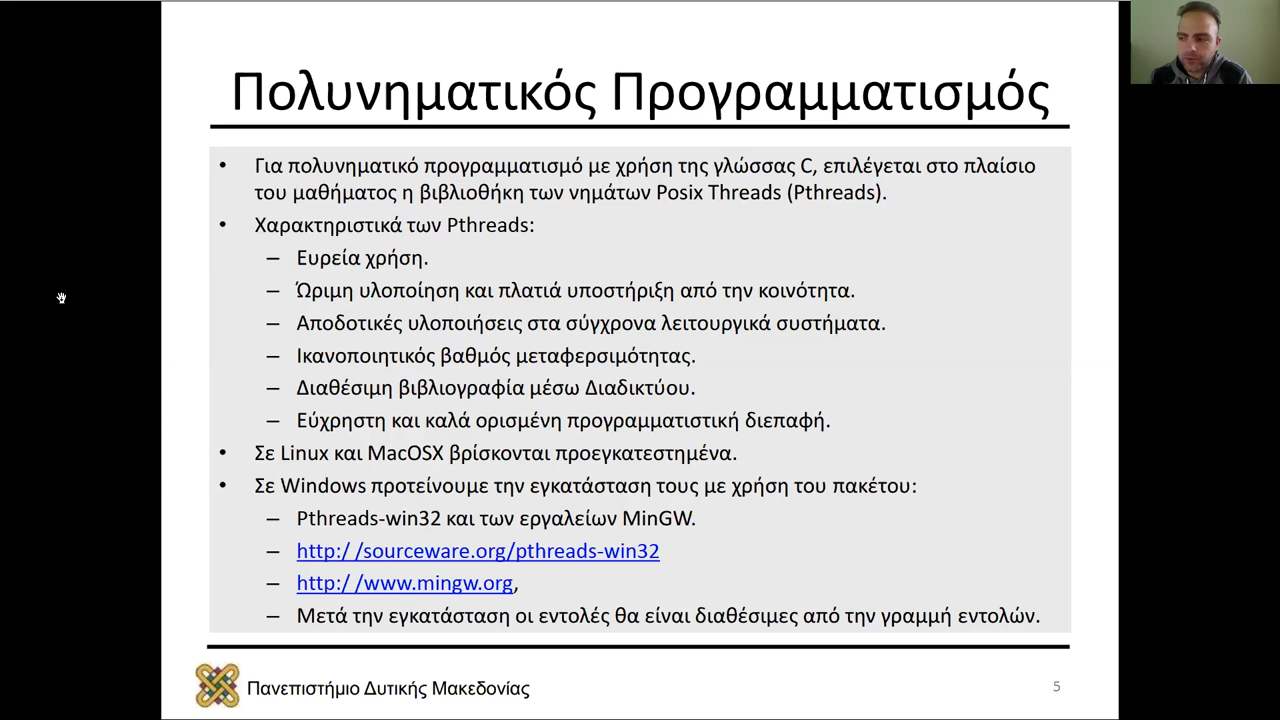 Πολυνηματικός Προγραμματισμός
• Για πολυνηματικό προγραμματισμό με χρήση της γλώσσας C, επιλέγεται στο πλαίσιο
του μαθήματος η βιβλιοθήκη των νημάτων Posix Threads (Pthreads).
• Χαρακτηριστικά των Pthreads:
– Ευρεία χρήση.
– Ώριμη υλοποίηση και πλατιά υποστήριξη από την κοινότητα.
– Αποδοτικές υλοποιήσεις στα σύγχρονα λειτουργικά συστήματα.
– Ικανοποιητικός βαθμός μεταφερσιμότητας.
– Διαθέσιμη βιβλιογραφία μέσω Διαδικτύου.
– Εύχρηστη και καλά ορισμένη προγραμματιστική διεπαφή.
• Σε Linux και MacOSX βρίσκονται προεγκατεστημένα.
• Σε Windows προτείνουμε την εγκατάσταση τους με χρήση του πακέτου:
– Pthreads-win32 και των εργαλείων MinGW.
– http:/ /sourceware.org/pthreads-win32
– http:/ /www.mingw.org,
– Μετά την εγκατάσταση οι εντολές θα είναι διαθέσιμες από την γραμμή εντολών.
Πανεπιστήμιο Δυτικής Μακεδονίας
5